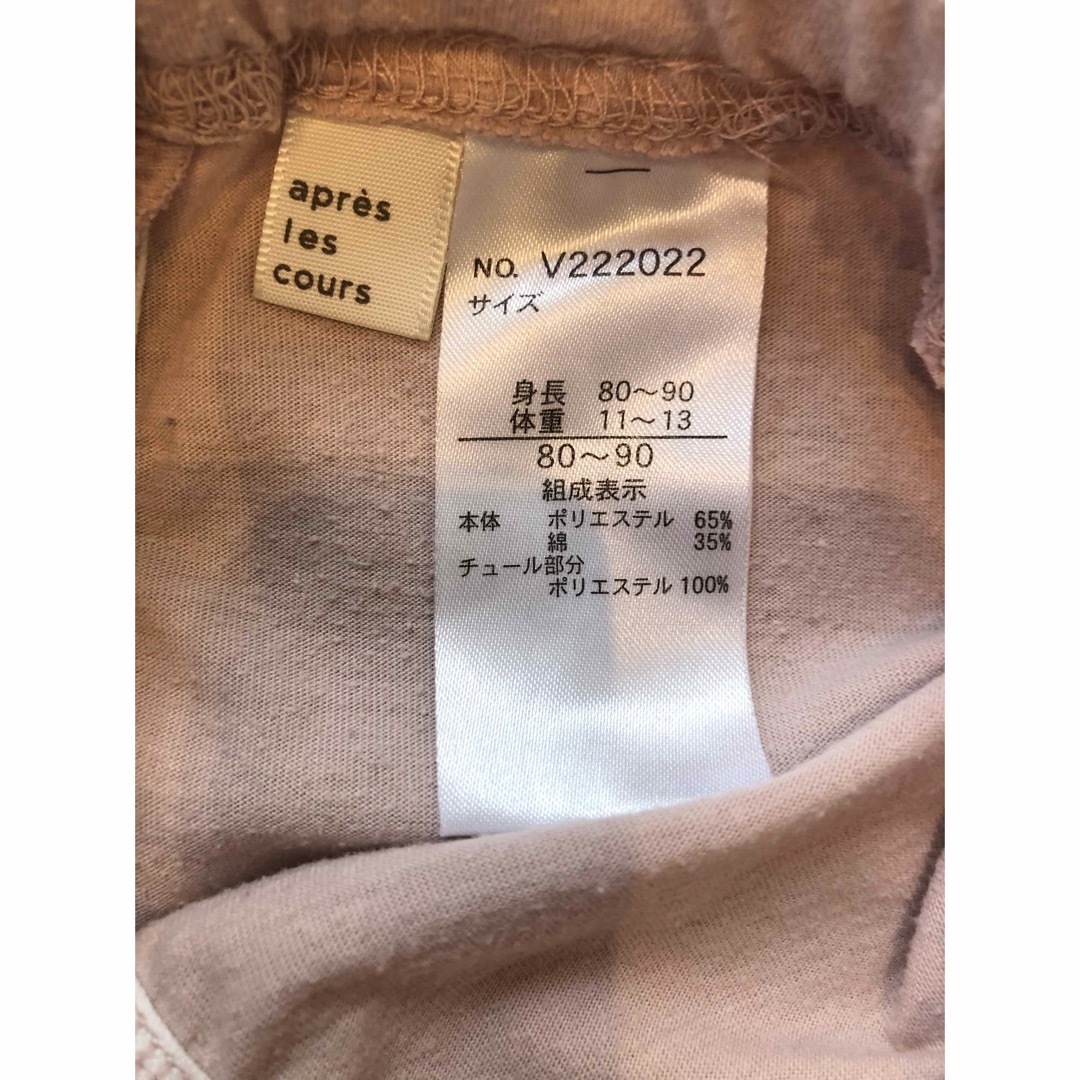 après
les
cours
NO. V222022
サイズ
身長 80～90
体重 11～13
80～90
組成表示
本体 ポリエステル 65%
綿 35%
チュール部分
ポリエステル 100%